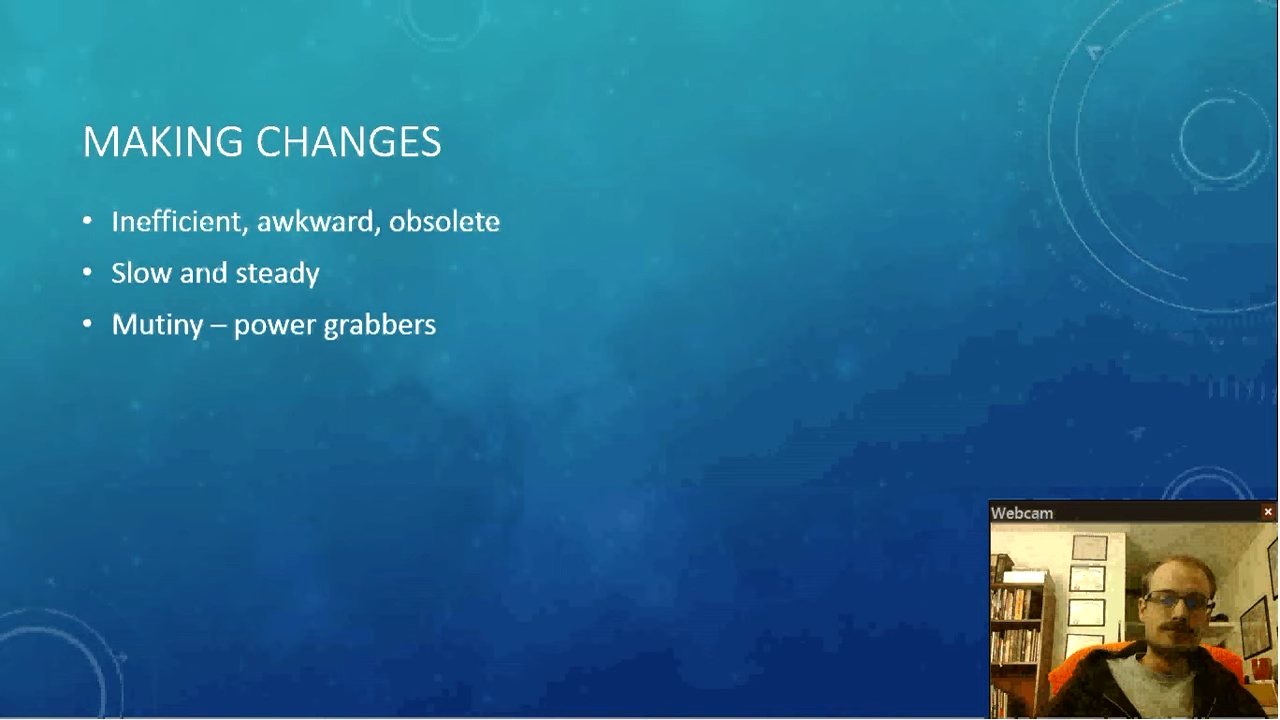 MAKING CHANGES
• Inefficient, awkward, obsolete
• Slow and steady
• Mutiny – power grabbers
Webcam